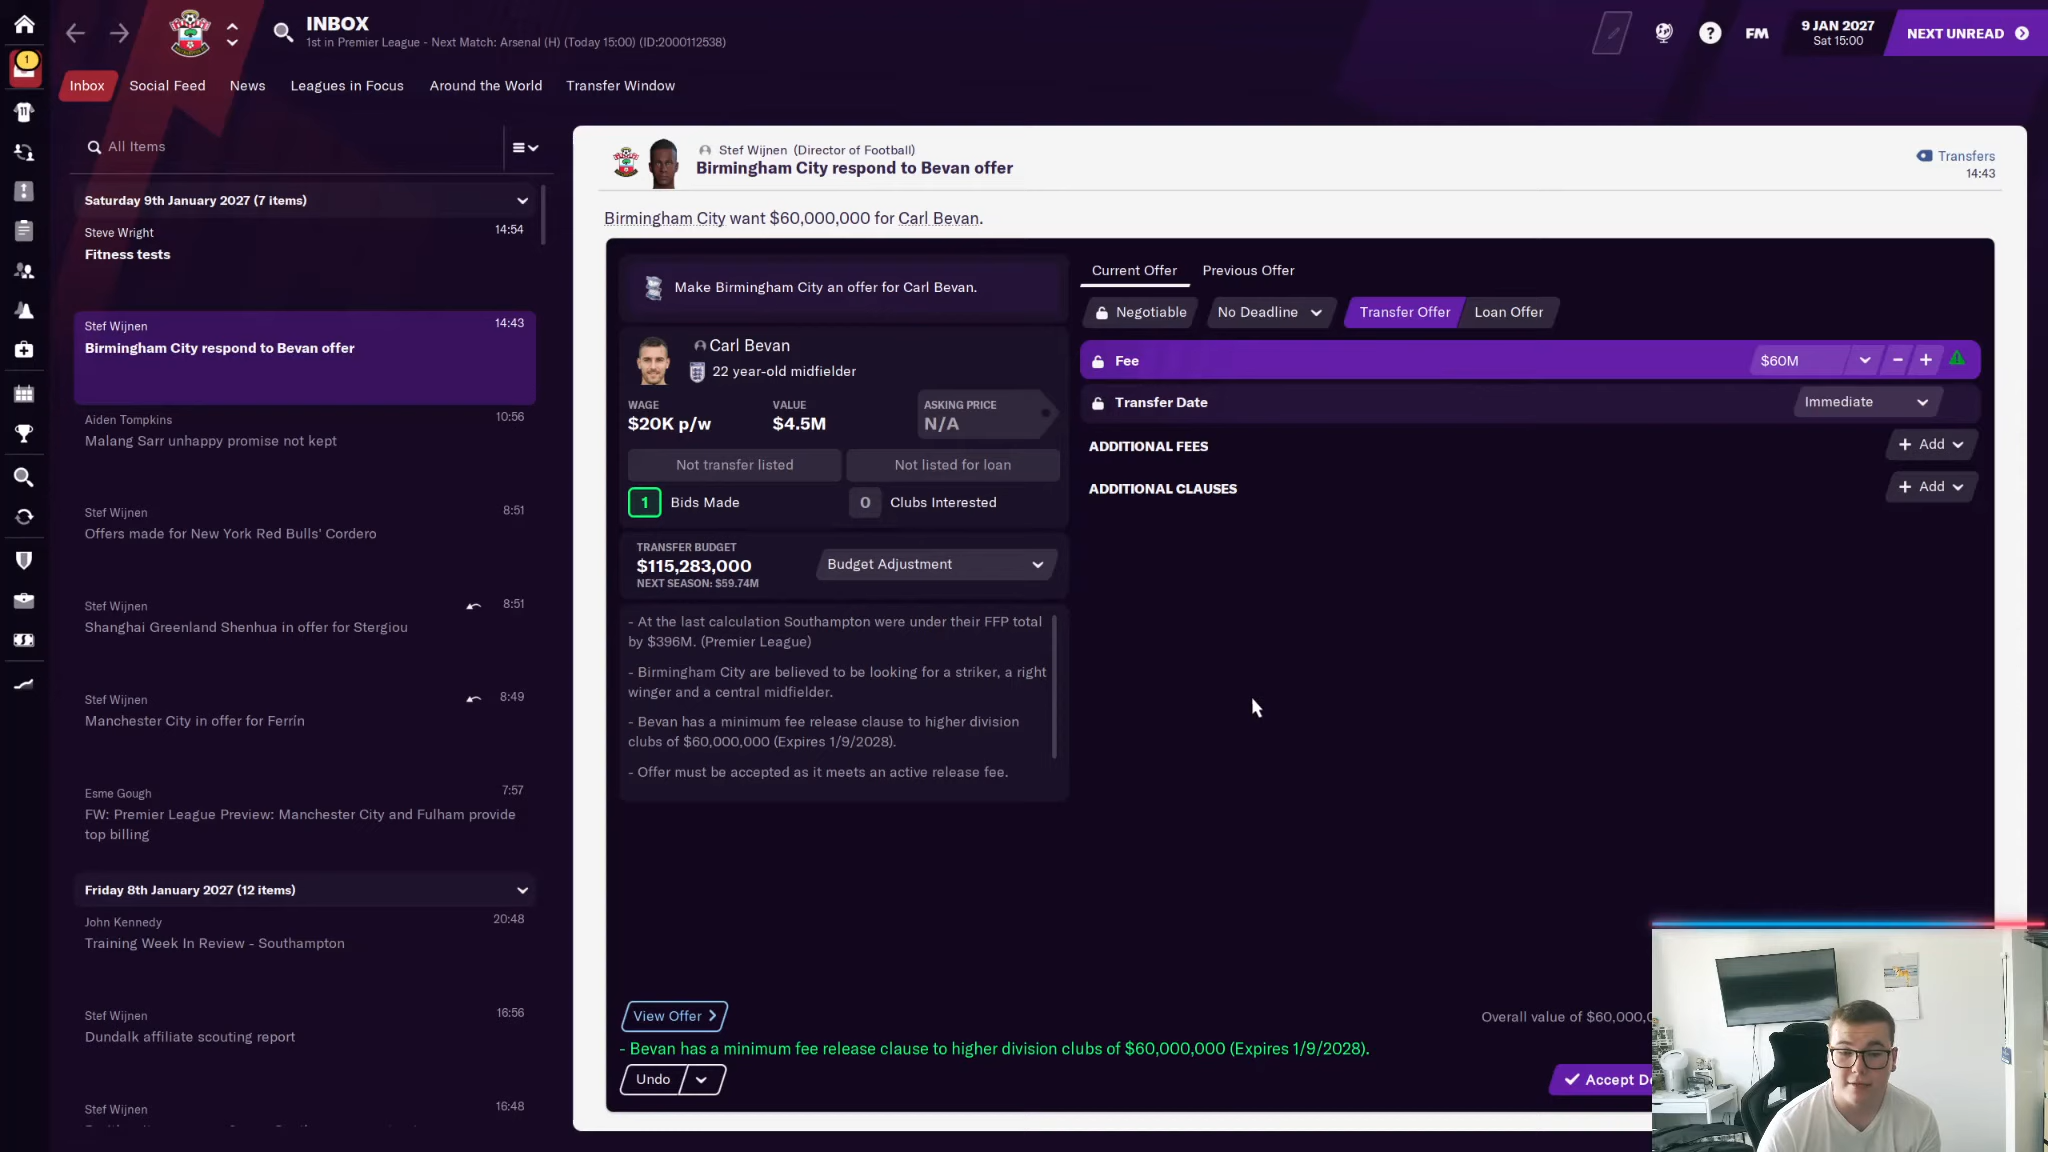 INBOX
1st in Premier League - Next Match: Arsenal (H) (Today 15:00) (ID:2000112538)
FM
9 JAN 2027
Sat 15:00
NEXT UNREAD
1
Inbox
Social Feed
News
Leagues in Focus
Around the World
Transfer Window
All Items
Saturday 9th January 2027 (7 items)
Steve Wright
14:54
Fitness tests
Stef Wijnen
14:43
Birmingham City respond to Bevan offer
Aiden Tompkins
10:56
Malang Sarr unhappy promise not kept
Stef Wijnen
8:51
Offers made for New York Red Bulls' Cordero
Stef Wijnen
8:51
Shanghai Greenland Shenhua in offer for Stergiou
Stef Wijnen
8:49
Manchester City in offer for Ferrín
Esme Gough
7:57
FW: Premier League Preview: Manchester City and Fulham provide
top billing
Friday 8th January 2027 (12 items)
John Kennedy
20:48
Training Week In Review - Southampton
Stef Wijnen
16:56
Dundalk affiliate scouting report
Stef Wijnen
16:48
Stef Wijnen (Director of Football)
Birmingham City respond to Bevan offer
Transfers
14:43
Birmingham City want $60,000,000 for Carl Bevan.
Make Birmingham City an offer for Carl Bevan.
Carl Bevan
22 year-old midfielder
WAGE
$20K p/w
VALUE
$4.5M
ASKING PRICE
N/A
Not transfer listed
Not listed for loan
1 Bids Made
0 Clubs Interested
TRANSFER BUDGET
$115,283,000
NEXT SEASON: $59.74M
Budget Adjustment
- At the last calculation Southampton were under their FFP total
by $396M. (Premier League)
- Birmingham City are believed to be looking for a striker, a right
winger and a central midfielder.
- Bevan has a minimum fee release clause to higher division
clubs of $60,000,000 (Expires 1/9/2028).
- Offer must be accepted as it meets an active release fee.
Current Offer
Previous Offer
Negotiable
No Deadline
Transfer Offer
Loan Offer
Fee
$60M
Transfer Date
Immediate
ADDITIONAL FEES
+ Add
ADDITIONAL CLAUSES
+ Add
View Offer
Overall value of $60,000,0
- Bevan has a minimum fee release clause to higher division clubs of $60,000,000 (Expires 1/9/2028).
Undo
Accept De